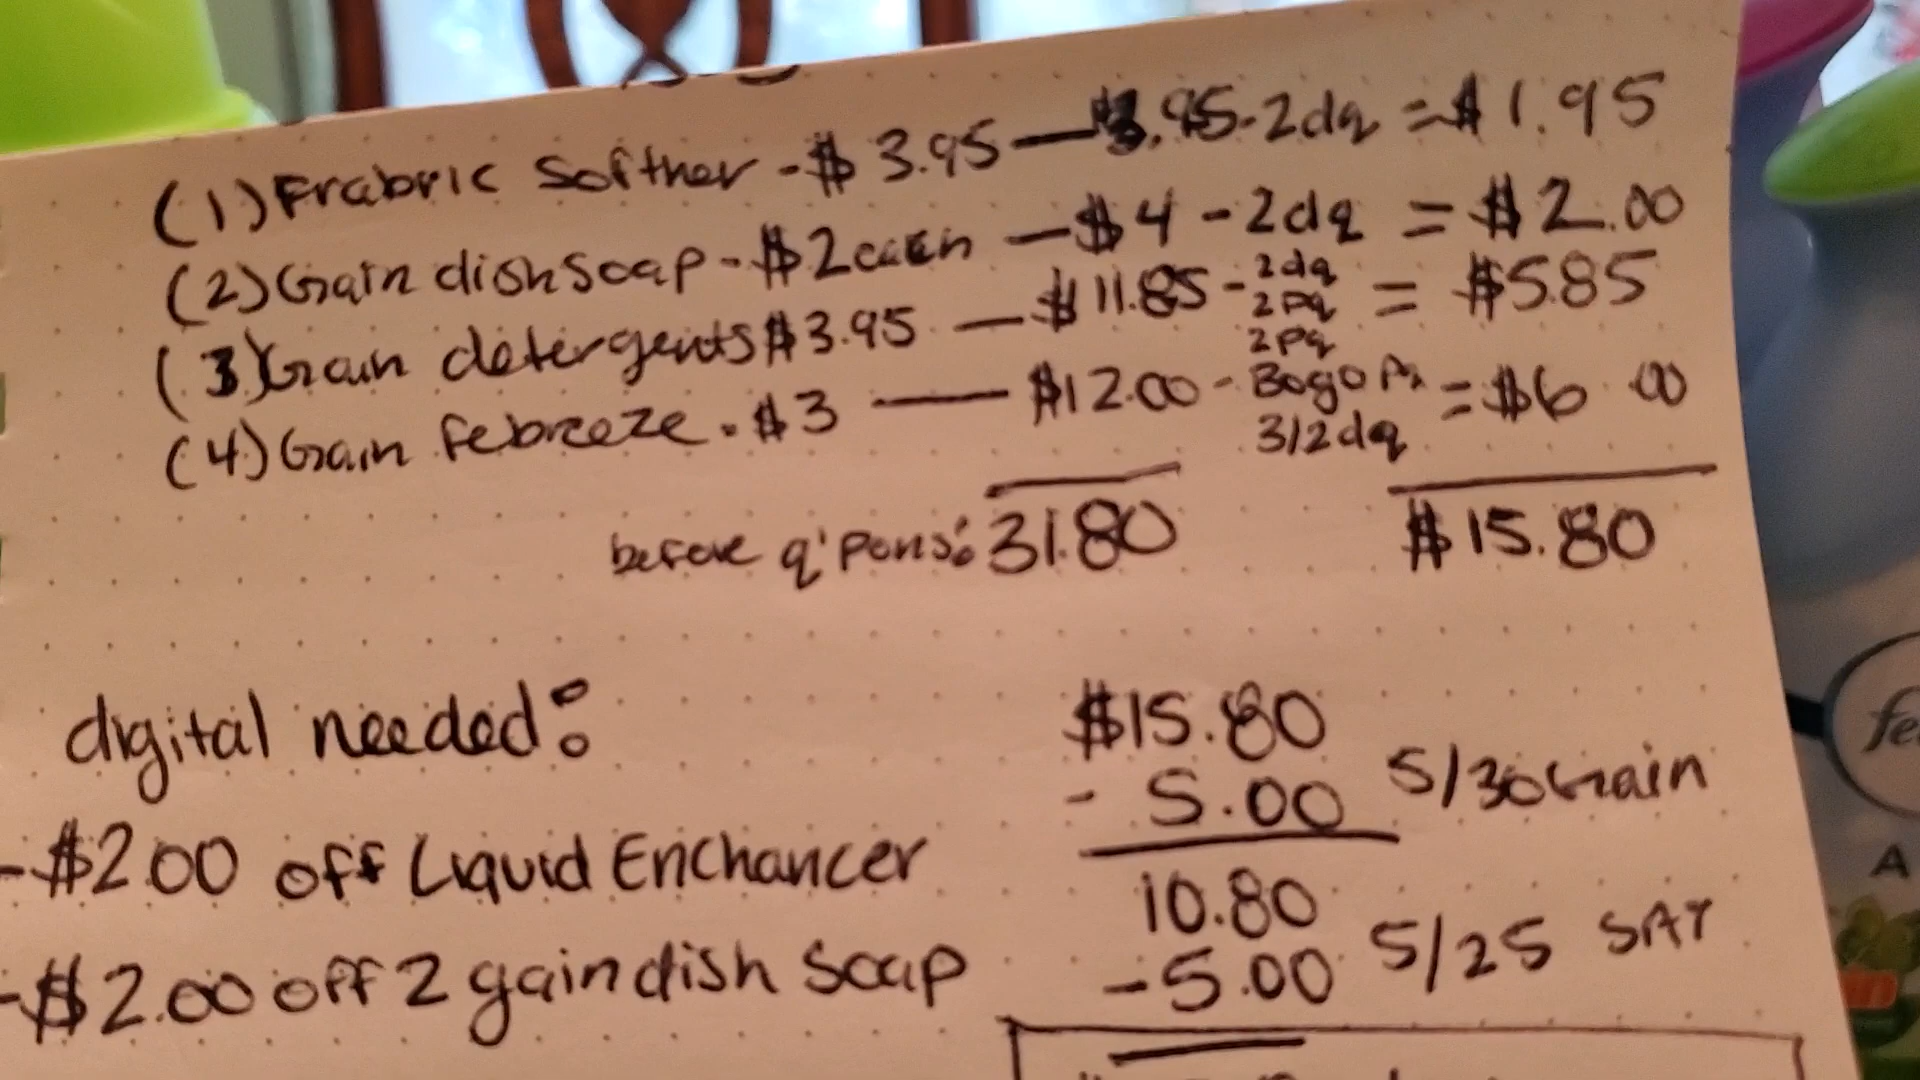 (1) Frabric Softner - $ 3.95 — $3.95 - 2dq = $ 1.95
(2) Gain dish soap - $2 each — $4 - 2dq = $2.00
(3) Gain detergents $3.95 — $11.85 - 2dq 2pq 2pq = $5.85
(4) Gain febreeze - $3 — $12.00 - Bogo 3/2dq = $6.00
before q'pons: 31.80 $15.80
digital needed:
- $2.00 off Liquid Enchancer
- $2.00 off 2 gain dish soap
$15.80
- 5.00 5/30 Gain
10.80
- 5.00 5/25 SAT
fe
A